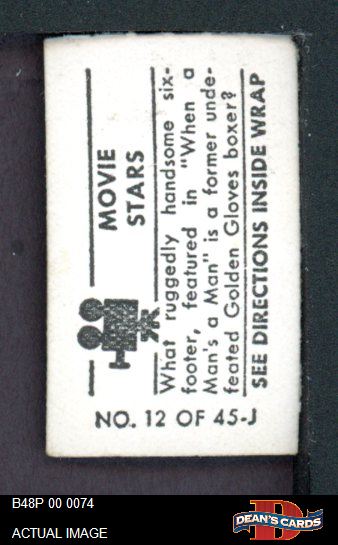 MOVIE
STARS
What ruggedly handsome six-
footer, featured in "When a
Man's a Man" is a former unde-
feated Golden Gloves boxer?
SEE DIRECTIONS INSIDE WRAP
NO. 12 OF 45-J
B48P 00 0074
ACTUAL IMAGE
DEAN'S CARDS